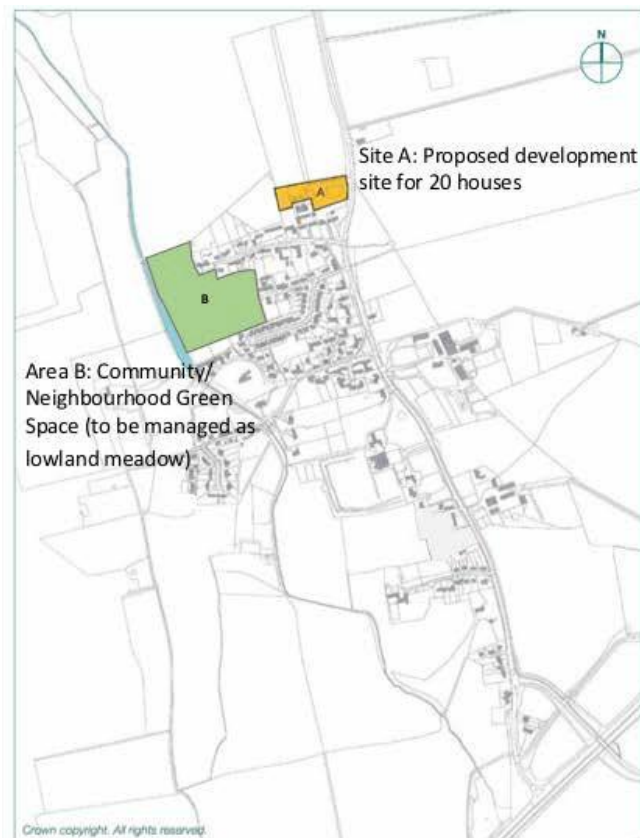 N
Site A: Proposed development
site for 20 houses
A
B
Area B: Community/
Neighbourhood Green
Space (to be managed as
lowland meadow)
Crown copyright. All rights reserved.